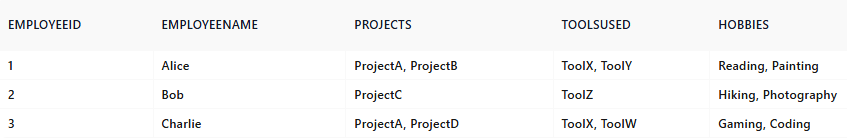 EMPLOYEEID EMPLOYEENAME PROJECTS TOOLSUSED HOBBIES
1 Alice ProjectA, ProjectB ToolX, ToolY Reading, Painting
2 Bob ProjectC ToolZ Hiking, Photography
3 Charlie ProjectA, ProjectD ToolX, ToolW Gaming, Coding